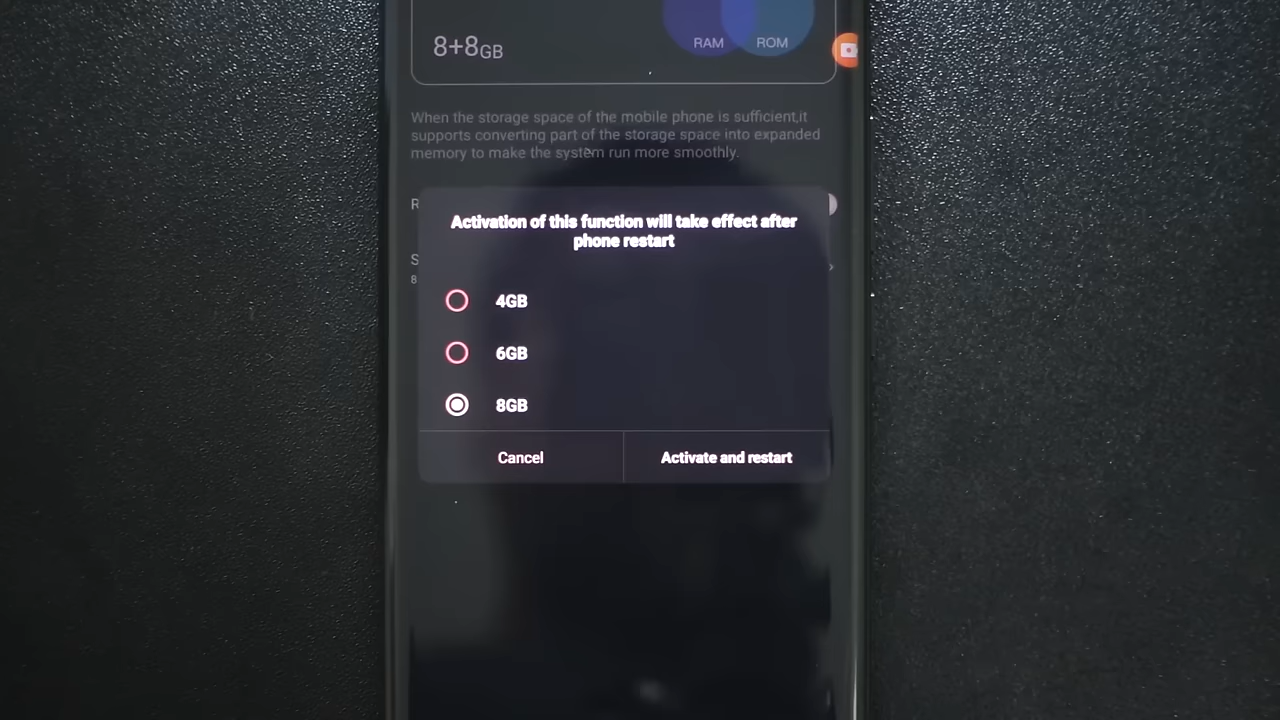 8+8GB
RAM
ROM
When the storage space of the mobile phone is sufficient,it
supports converting part of the storage space into expanded
memory to make the system run more smoothly.
R
Activation of this function will take effect after
phone restart
S
8
4GB
6GB
8GB
Cancel
Activate and restart